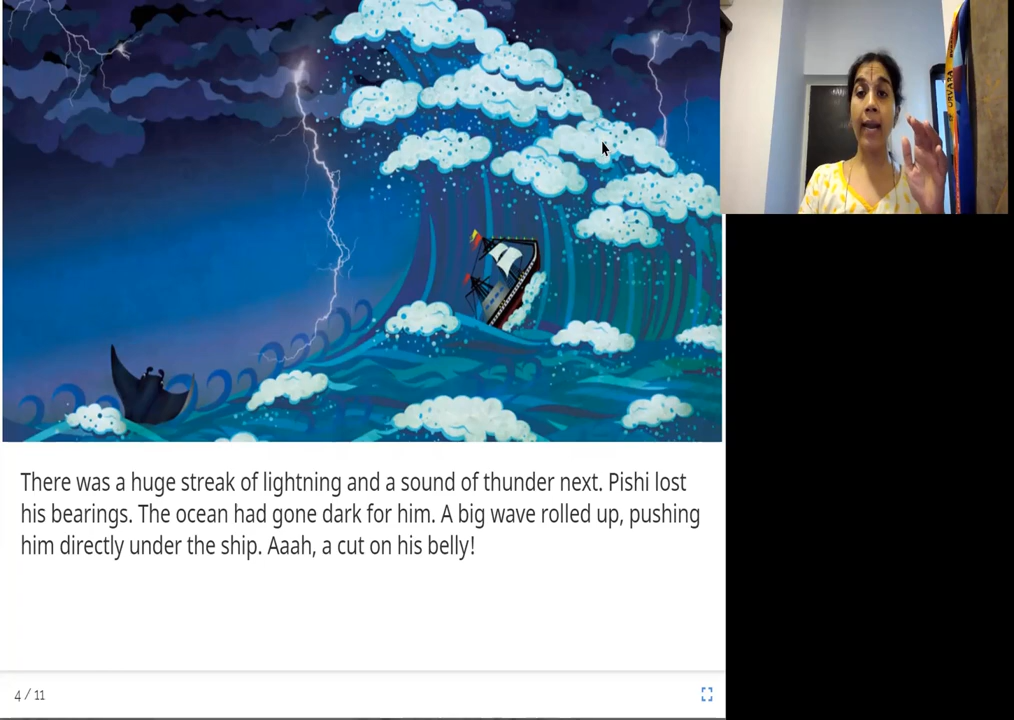 There was a huge streak of lightning and a sound of thunder next. Pishi lost
his bearings. The ocean had gone dark for him. A big wave rolled up, pushing
him directly under the ship. Aaah, a cut on his belly!
4 / 11
URVARA